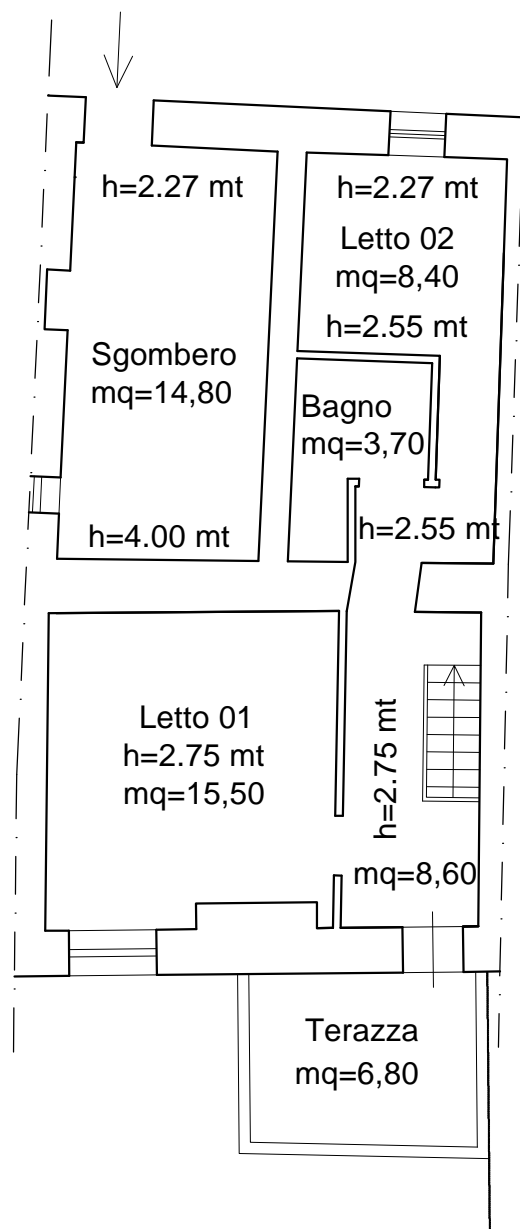 h=2.27 mt
h=2.27 mt
Letto 02
mq=8,40
h=2.55 mt
Sgombero
mq=14,80
Bagno
mq=3,70
h=4.00 mt
h=2.55 mt
Letto 01
h=2.75 mt
mq=15,50
h=2.75 mt
mq=8,60
Terazza
mq=6,80